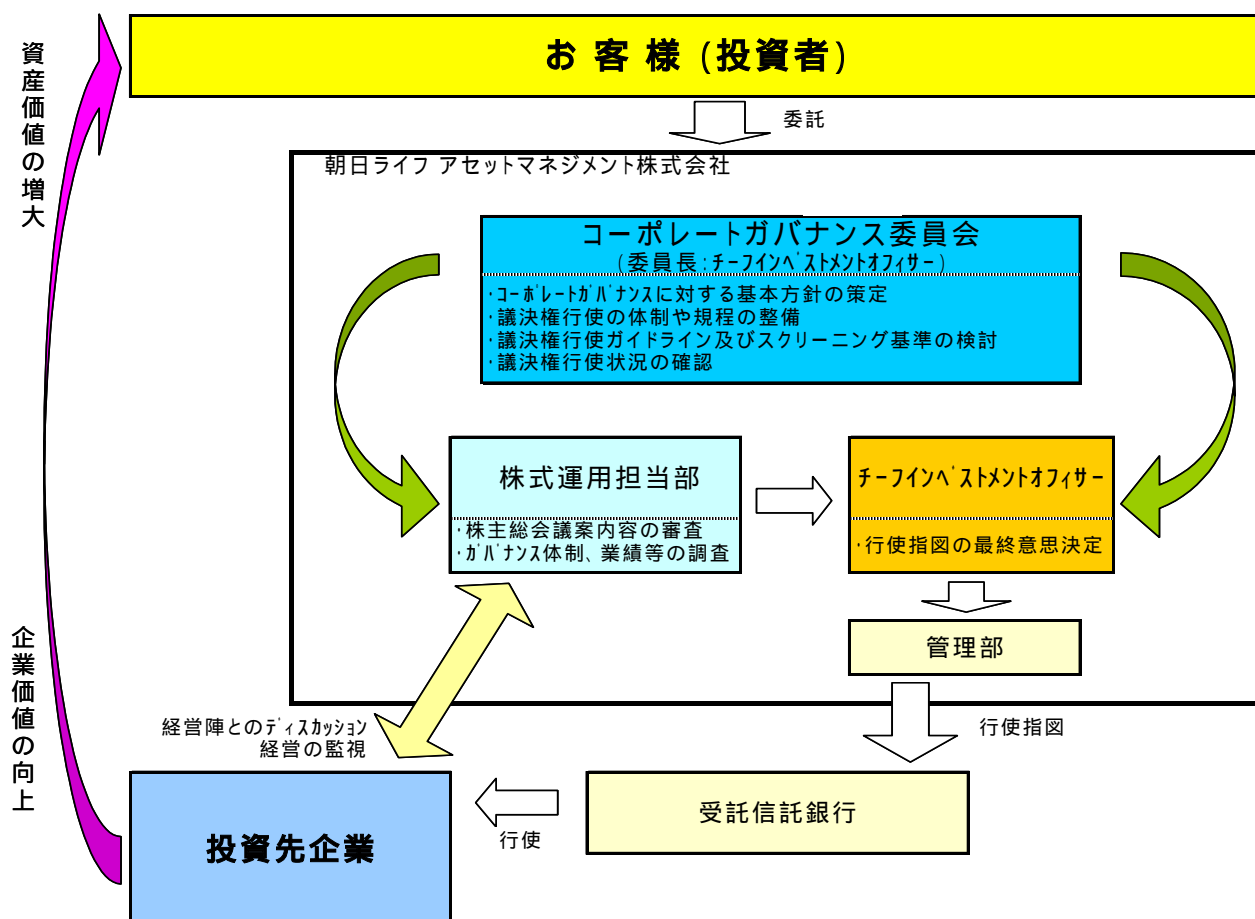 お 客 様 (投資者)
委託
資産価値の増大
朝日ライフ アセットマネジメント株式会社
コーポレートガバナンス委員会
(委員長:チーフインベストメントオフィサー)
・コーポレートガバナンスに対する基本方針の策定
・議決権行使の体制や規程の整備
・議決権行使ガイドライン及びスクリーニング基準の検討
・議決権行使状況の確認
株式運用担当部
・株主総会議案内容の審査
・ガバナンス体制、業績等の調査
チーフインベストメントオフィサー
・行使指図の最終意思決定
管理部
企業価値の向上
経営陣とのディスカッション
経営の監視
行使指図
受託信託銀行
行使
投資先企業